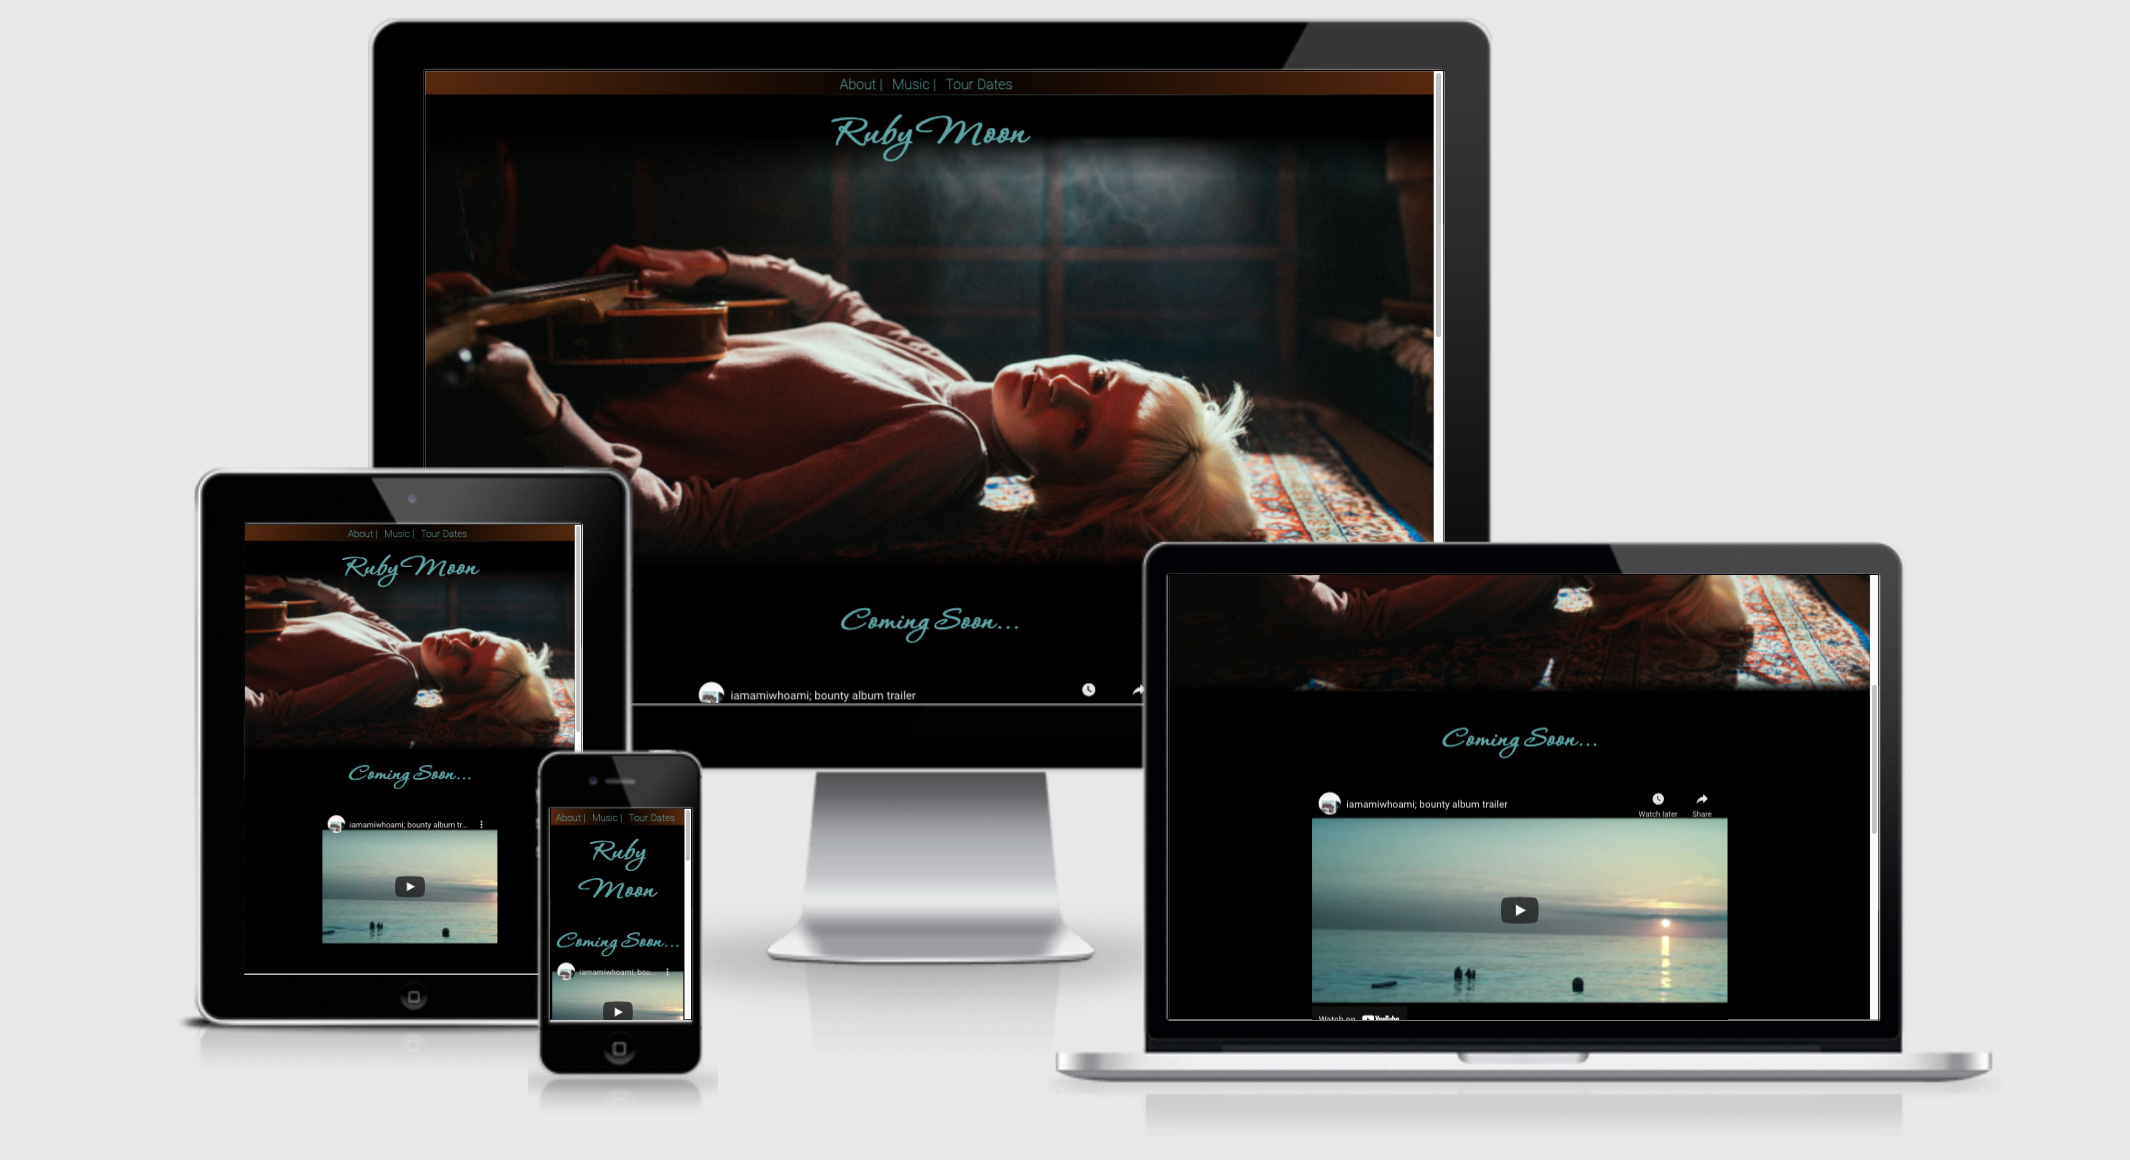 About | Music | Tour Dates
Ruby Moon
Coming Soon...
iamamiwhoami; bounty album trailer
About | Music | Tour Dates
Ruby Moon
Coming Soon...
iamamiwhoami; bounty album tr...
About | Music | Tour Dates
Ruby
Moon
Coming Soon...
iamamiwhoami; bou...
Coming Soon...
iamamiwhoami; bounty album trailer
Watch later Share
Watch on YouTube